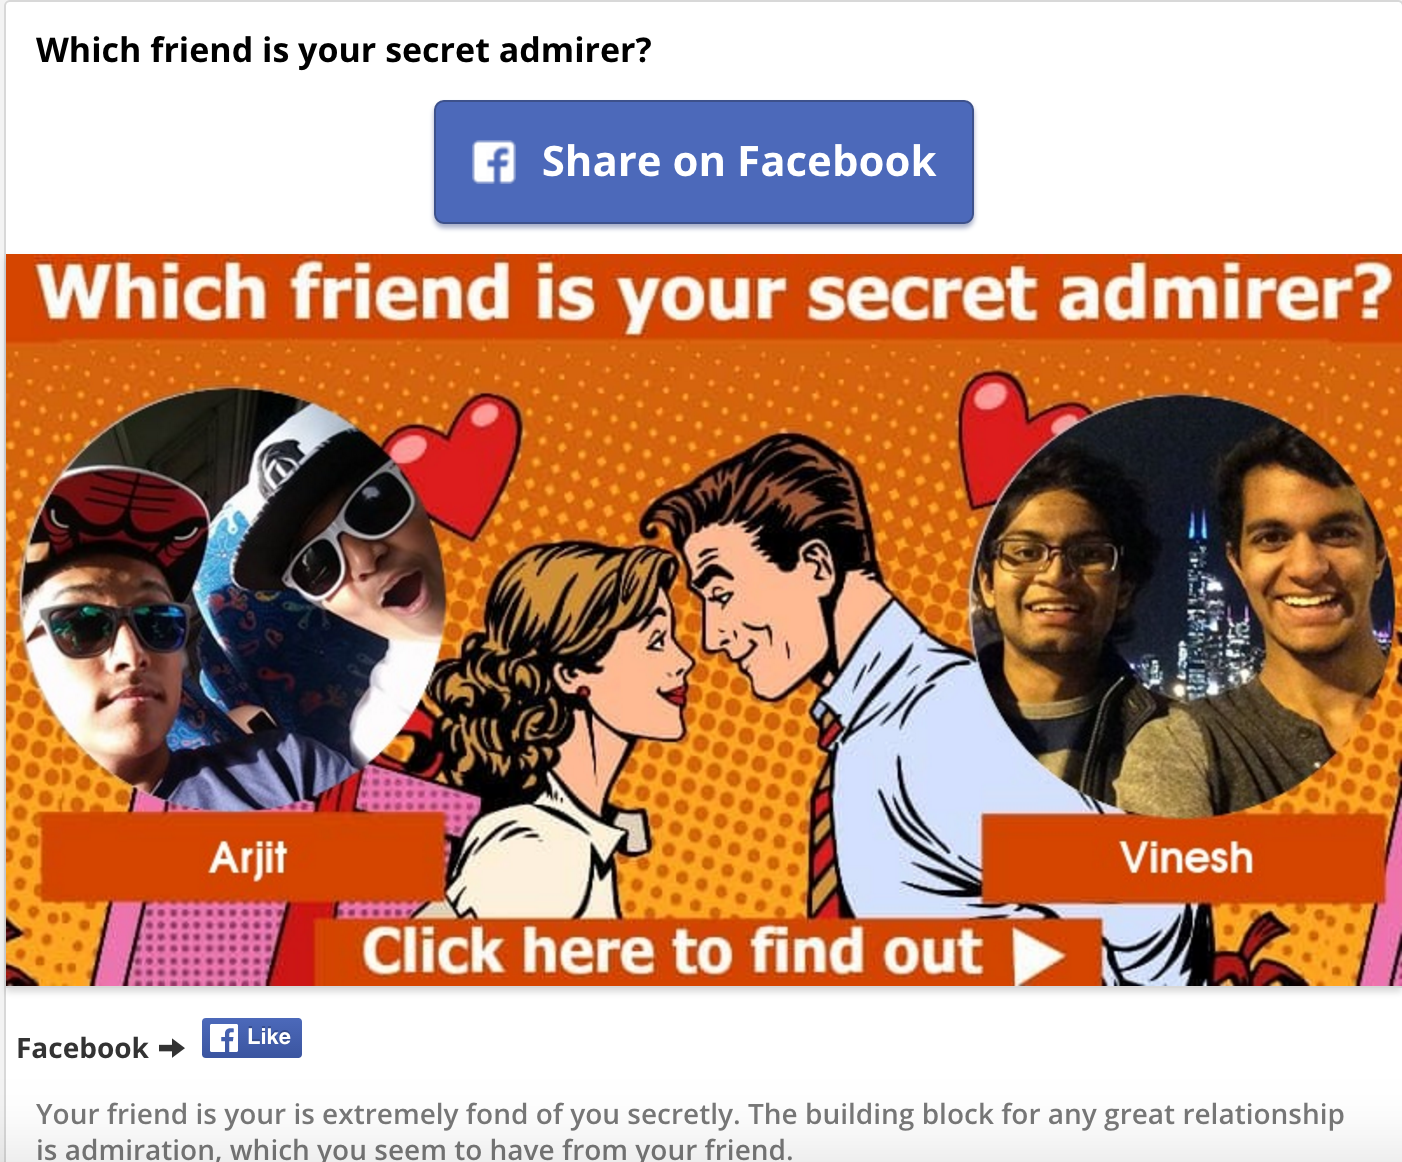 Which friend is your secret admirer?
Share on Facebook
Which friend is your secret admirer?
Arjit
Vinesh
Click here to find out
Facebook
Like
Your friend is your is extremely fond of you secretly. The building block for any great relationship
is admiration, which you seem to have from your friend.